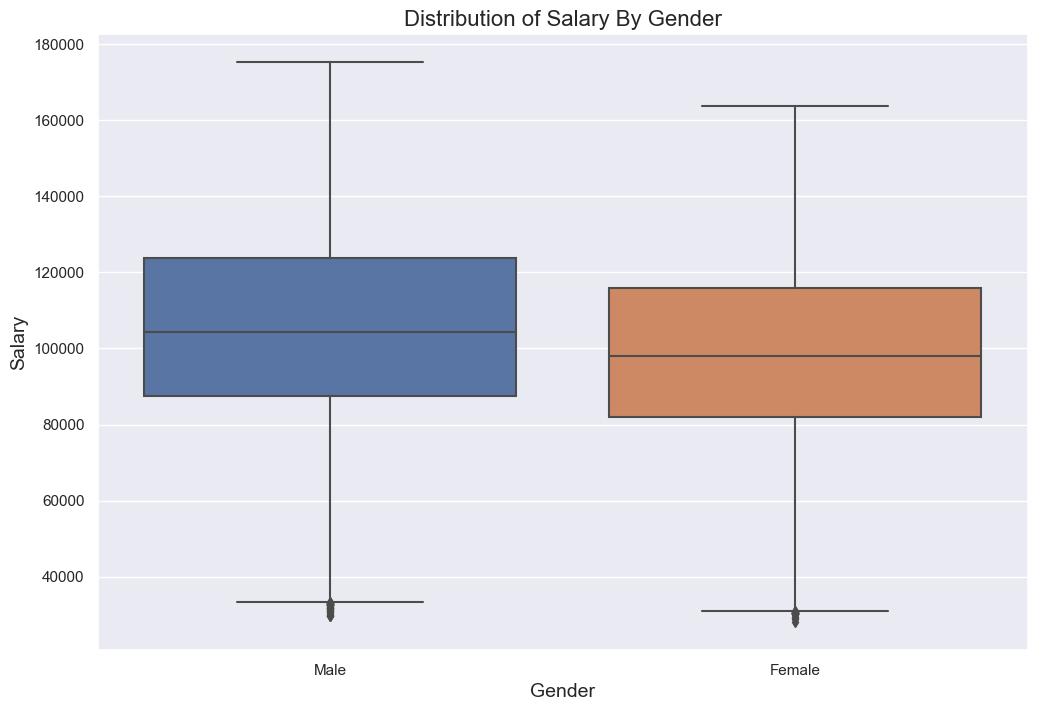 Distribution of Salary By Gender
180000
160000
140000
120000
100000
80000
60000
40000
Salary
Male
Female
Gender